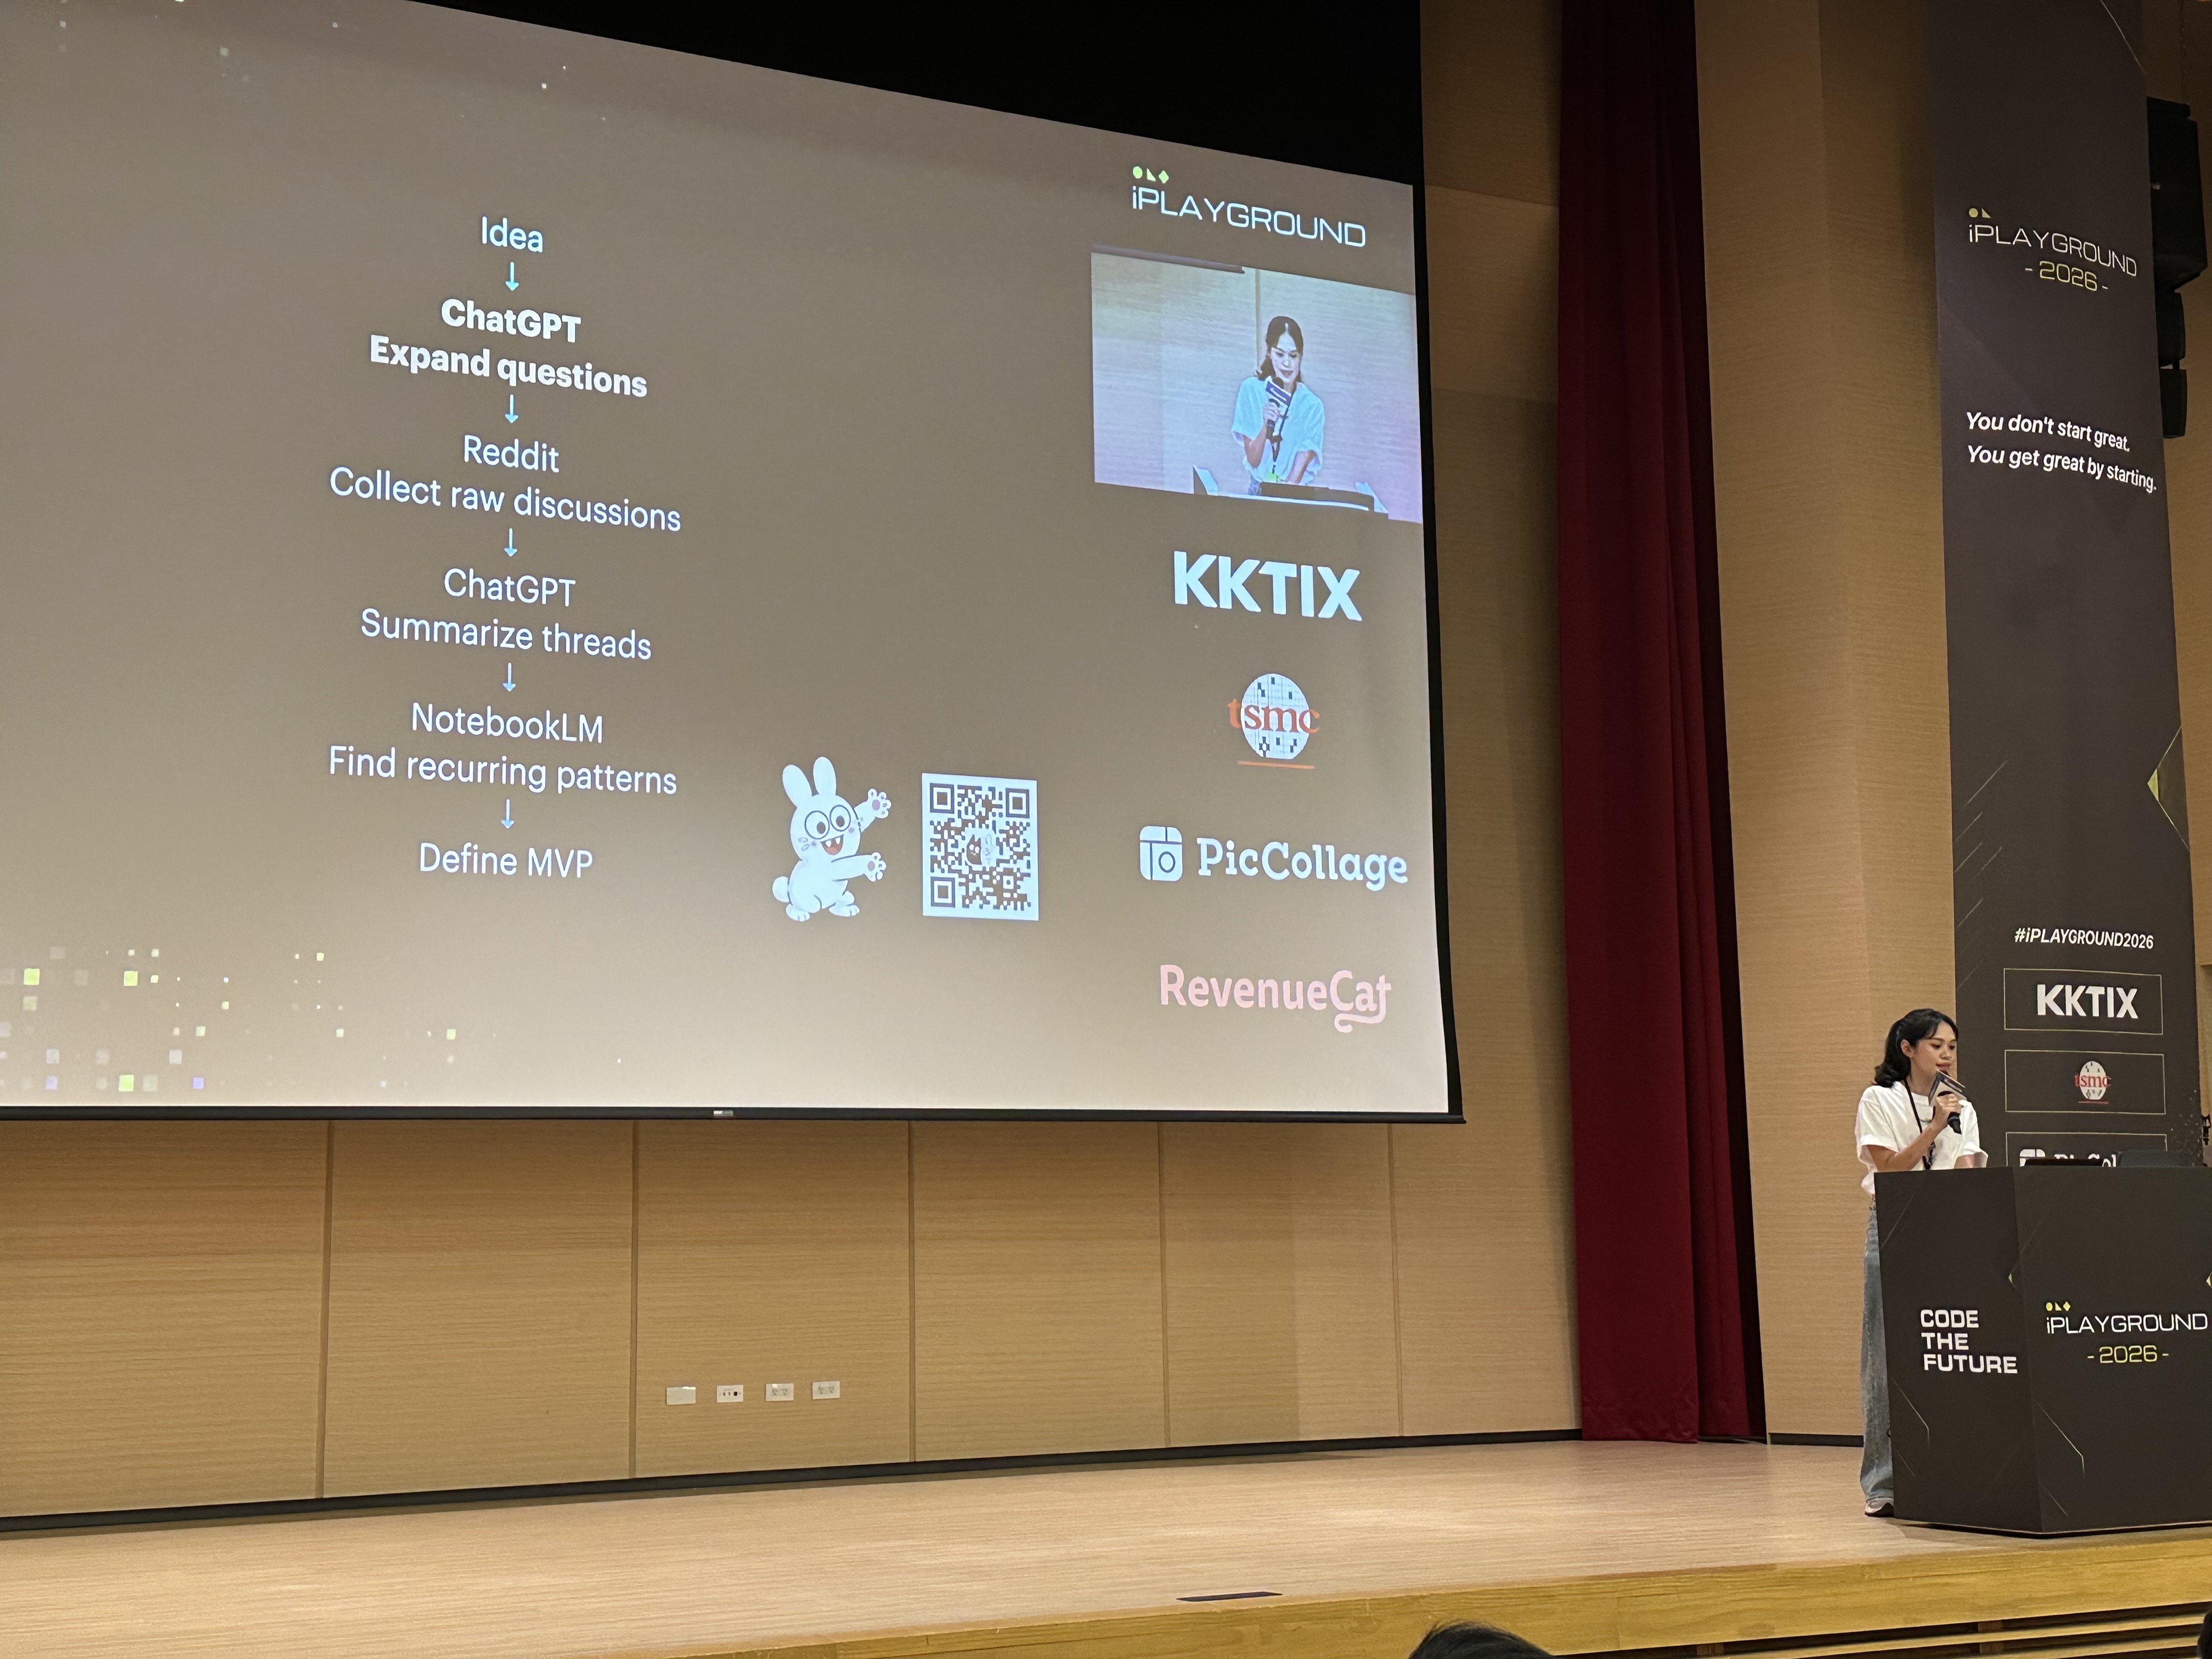 Idea
↓
ChatGPT
Expand questions
↓
Reddit
Collect raw discussions
↓
ChatGPT
Summarize threads
↓
NotebookLM
Find recurring patterns
↓
Define MVP
iPLAYGROUND
KKTIX
tsmc
PicCollage
RevenueCat
iPLAYGROUND
- 2026 -
You don't start great.
You get great by starting.
#iPLAYGROUND2026
KKTIX
tsmc
CODE
THE
FUTURE
iPLAYGROUND
- 2026 -